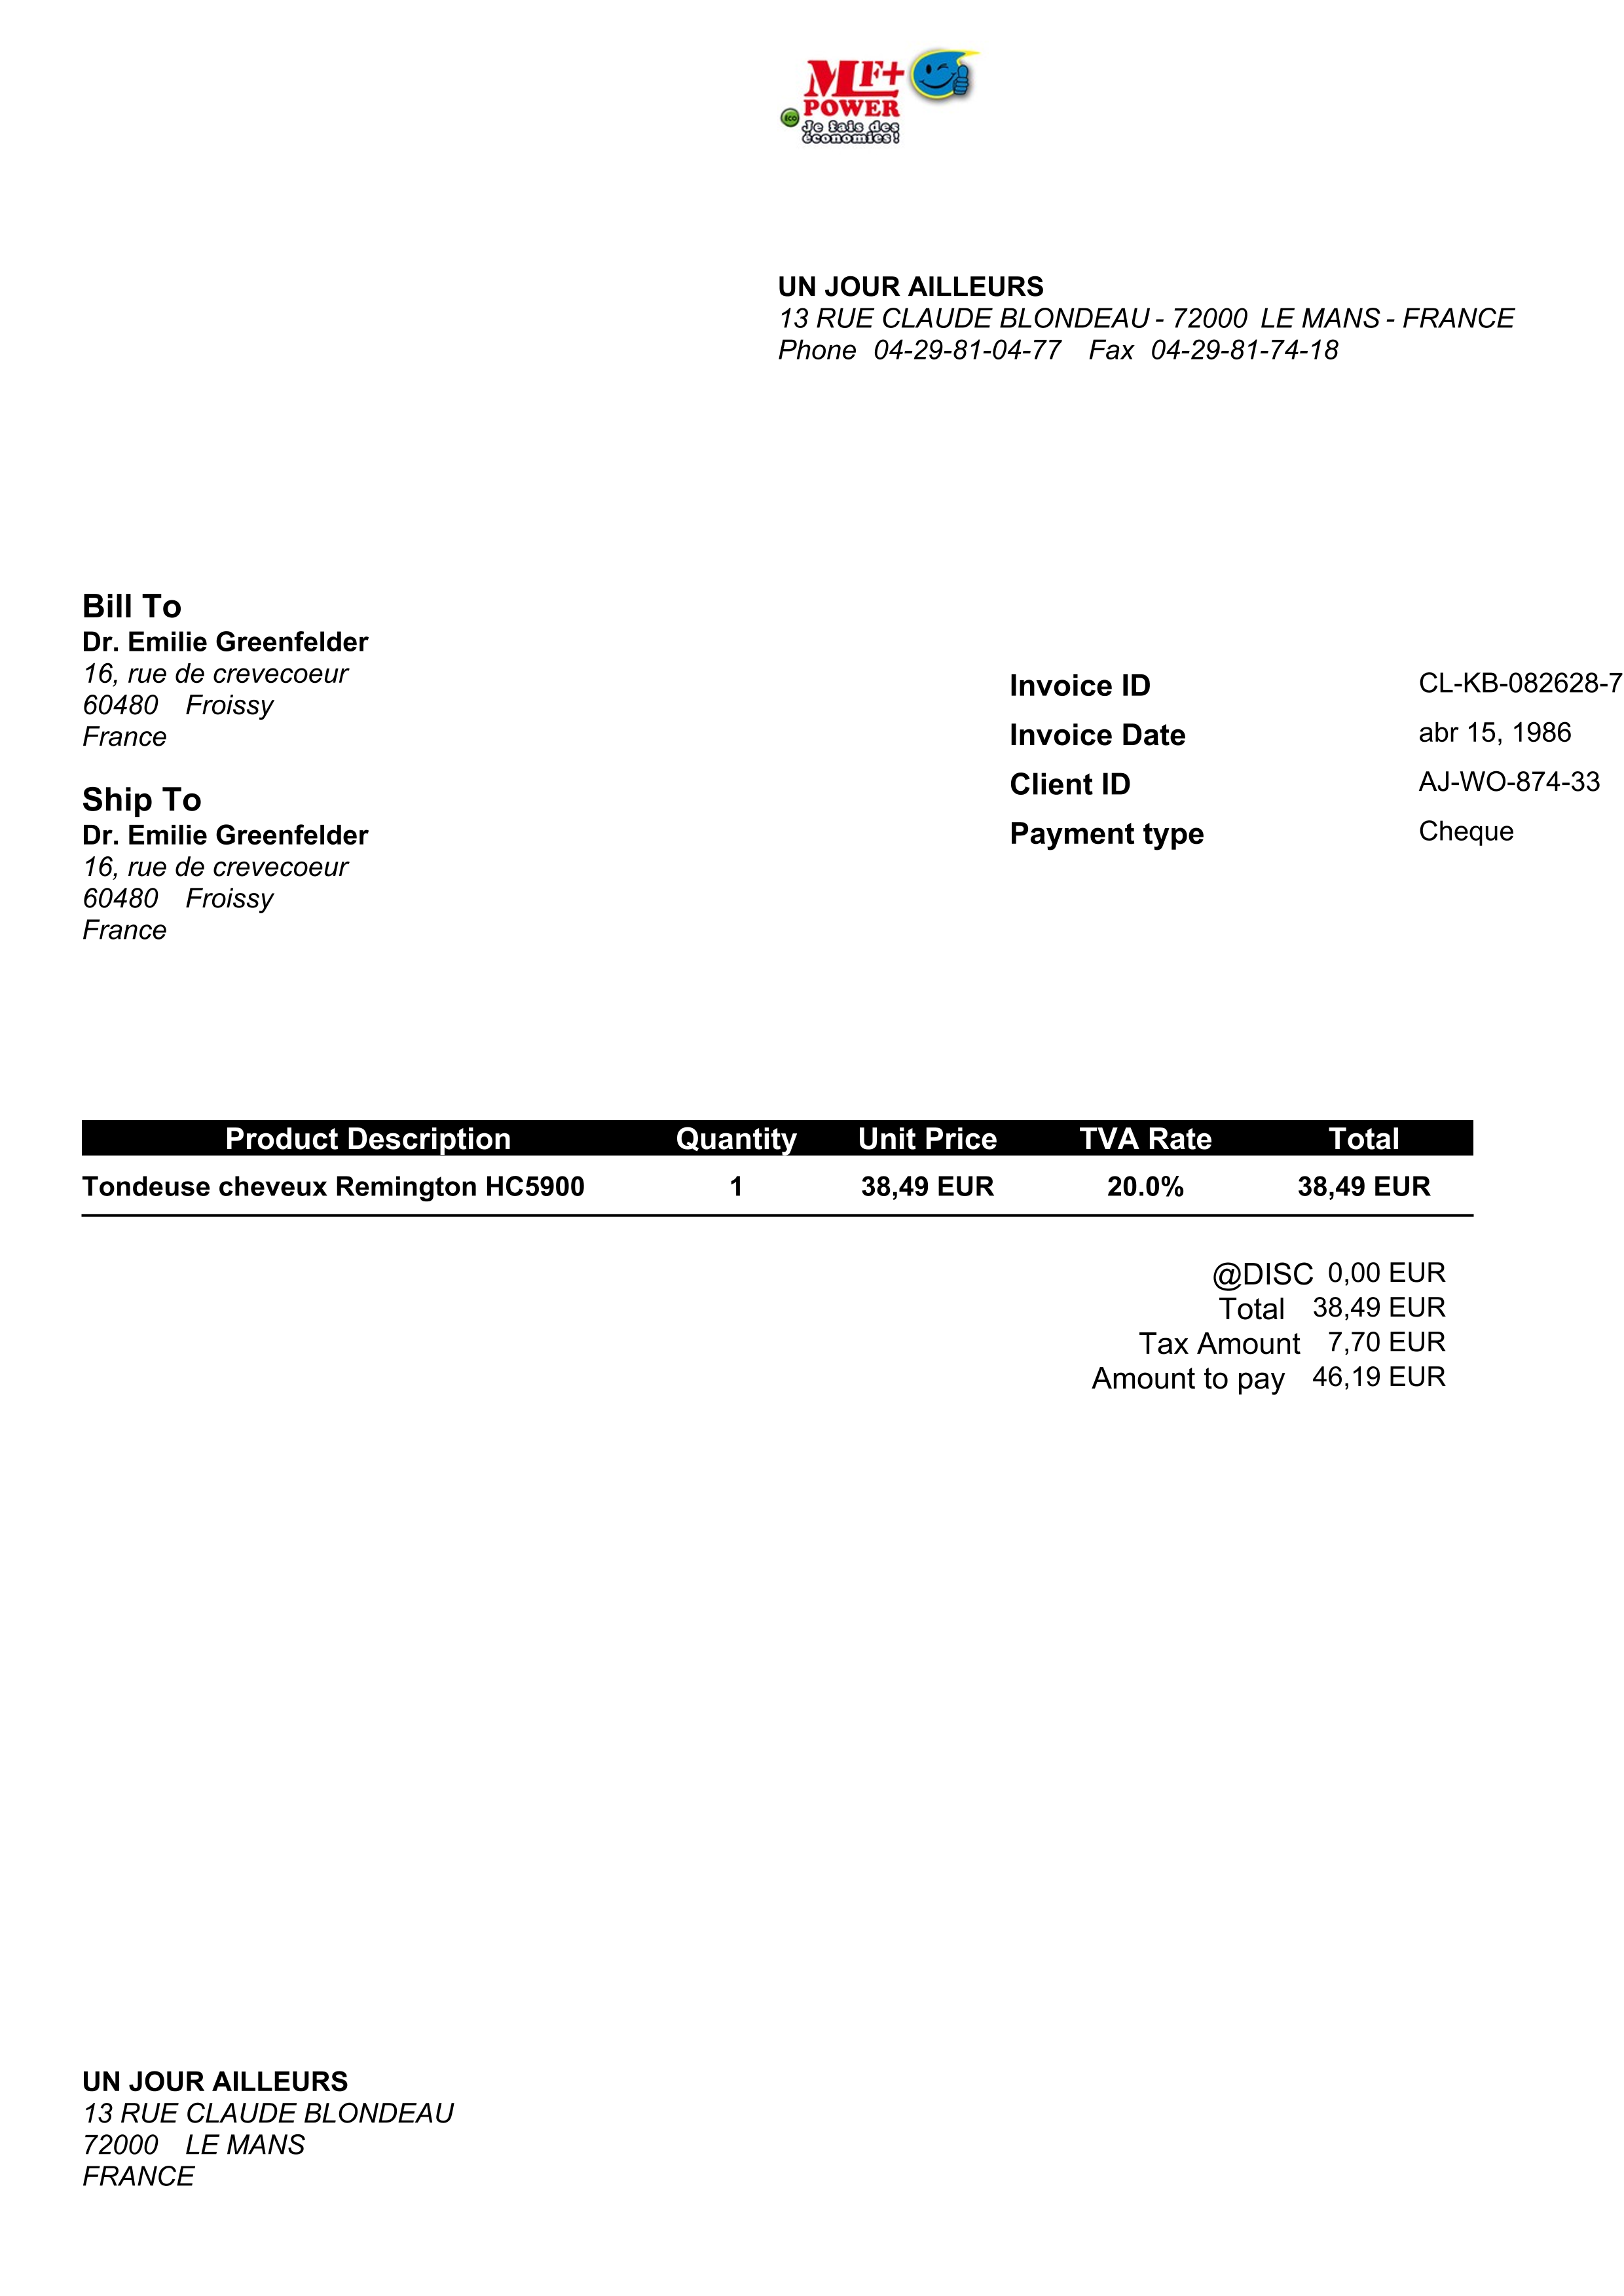 MLF+
POWER
ÉCO Je fais des
économies!
UN JOUR AILLEURS
13 RUE CLAUDE BLONDEAU - 72000 LE MANS - FRANCE
Phone 04-29-81-04-77 Fax 04-29-81-74-18
Bill To
Dr. Emilie Greenfelder
16, rue de crevecoeur
60480 Froissy
France
Invoice ID CL-KB-082628-7
Invoice Date abr 15, 1986
Client ID AJ-WO-874-33
Payment type Cheque
Ship To
Dr. Emilie Greenfelder
16, rue de crevecoeur
60480 Froissy
France
Product Description Quantity Unit Price TVA Rate Total
Tondeuse cheveux Remington HC5900 1 38,49 EUR 20.0% 38,49 EUR
@DISC 0,00 EUR
Total 38,49 EUR
Tax Amount 7,70 EUR
Amount to pay 46,19 EUR
UN JOUR AILLEURS
13 RUE CLAUDE BLONDEAU
72000 LE MANS
FRANCE